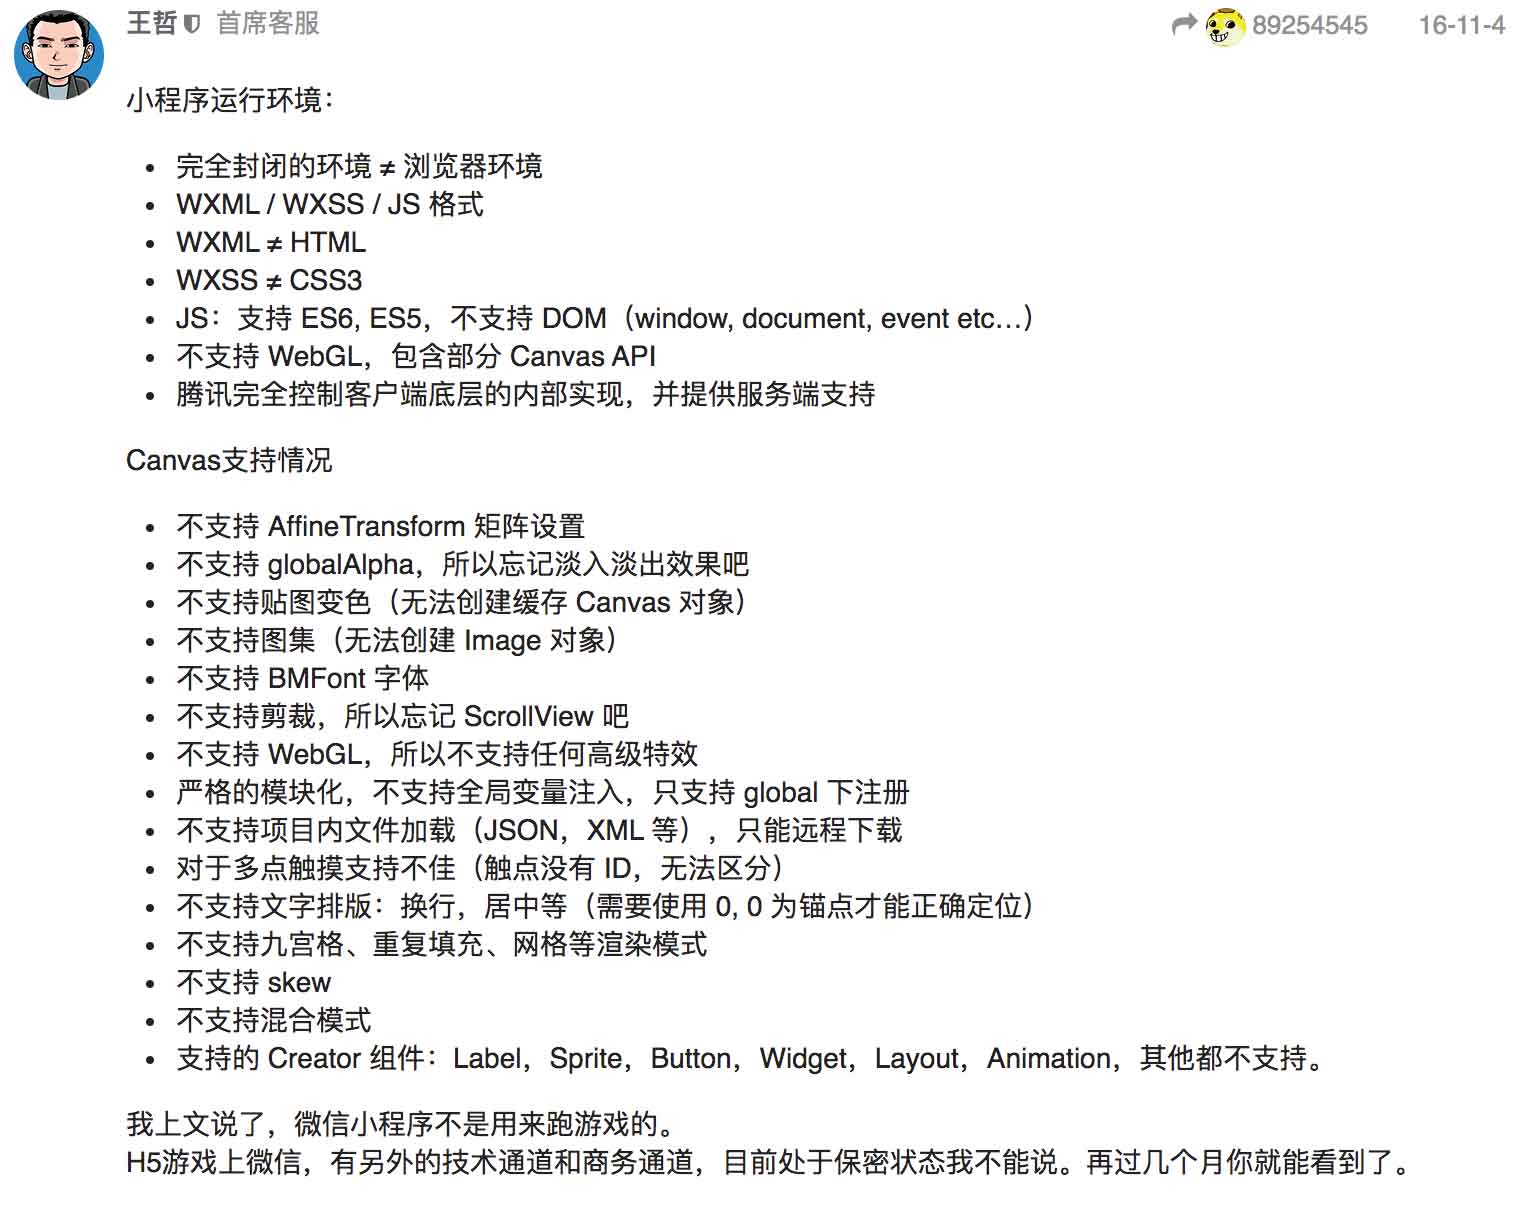 王哲 首席客服 89254545 16-11-4
小程序运行环境：
完全封闭的环境 ≠ 浏览器环境
WXML / WXSS / JS 格式
WXML ≠ HTML
WXSS ≠ CSS3
JS：支持 ES6, ES5，不支持 DOM（window, document, event etc...）
不支持 WebGL，包含部分 Canvas API
腾讯完全控制客户端底层的内部实现，并提供服务端支持
Canvas支持情况
不支持 AffineTransform 矩阵设置
不支持 globalAlpha，所以忘记淡入淡出效果吧
不支持贴图变色（无法创建缓存 Canvas 对象）
不支持图集（无法创建 Image 对象）
不支持 BMFont 字体
不支持剪裁，所以忘记 ScrollView 吧
不支持 WebGL，所以不支持任何高级特效
严格的模块化，不支持全局变量注入，只支持 global 下注册
不支持项目内文件加载（JSON，XML 等），只能远程下载
对于多点触摸支持不佳（触点没有 ID，无法区分）
不支持文字排版：换行，居中等（需要使用 0, 0 为锚点才能正确定位）
不支持九宫格、重复填充、网格等渲染模式
不支持 skew
不支持混合模式
支持的 Creator 组件：Label，Sprite，Button，Widget，Layout，Animation，其他都不支持。
我上文说了，微信小程序不是用来跑游戏的。
H5游戏上微信，有另外的技术通道和商务通道，目前处于保密状态我不能说。再过几个月你就能看到了。